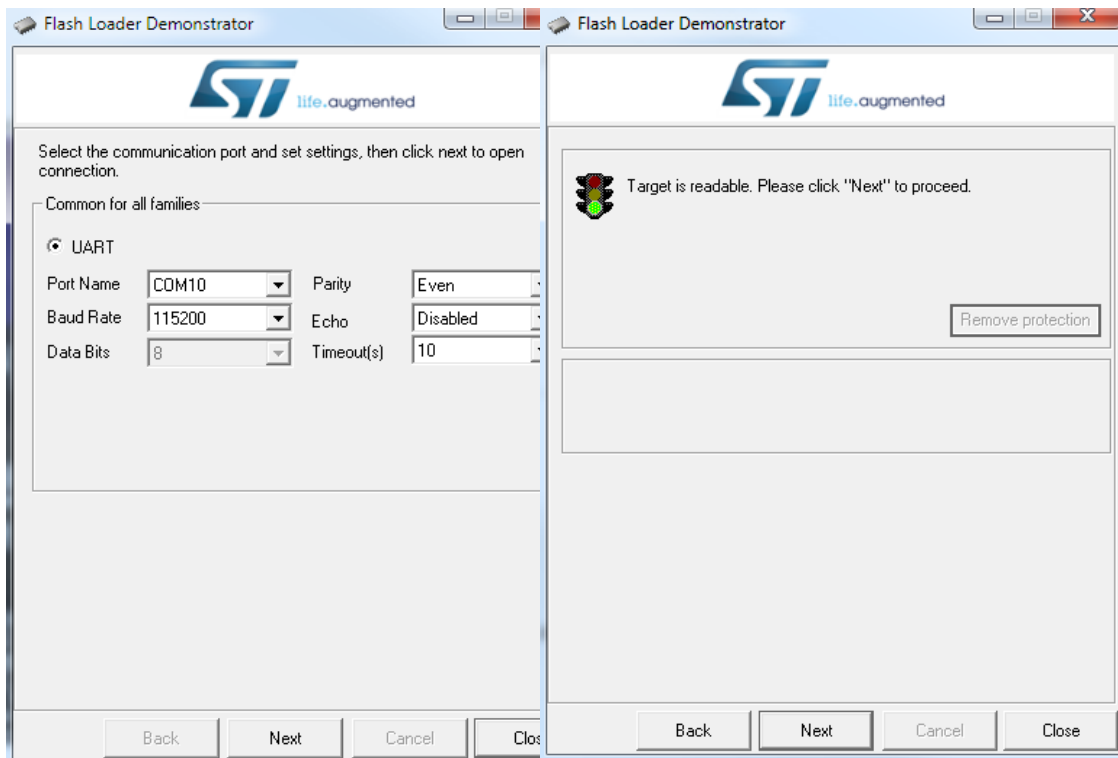 Flash Loader Demonstrator
ST life.augmented
Select the communication port and set settings, then click next to open
connection.
Common for all families
UART
Port Name COM10 Parity Even
Baud Rate 115200 Echo Disabled
Data Bits 8 Timeout(s) 10
Back Next Cancel Clos
Flash Loader Demonstrator
ST life.augmented
Target is readable. Please click "Next" to proceed.
Remove protection
Back Next Cancel Close